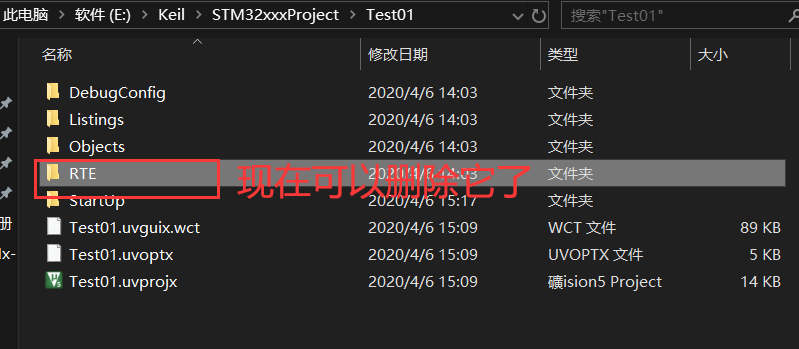 此电脑 > 软件 (E:) > Keil > STM32xxxProject > Test01 搜索"Test01"
名称 修改日期 类型 大小
DebugConfig 2020/4/6 14:03 文件夹
Listings 2020/4/6 14:03 文件夹
Objects 2020/4/6 14:03 文件夹
RTE 现在可以删除它了 2020/4/6 14:03 文件夹
StartUp 2020/4/6 15:17 文件夹
Test01.uvguix.wct 2020/4/6 15:09 WCT 文件 89 KB
Test01.uvoptx 2020/4/6 15:09 UVOPTX 文件 5 KB
Test01.uvprojx 2020/4/6 15:09 礦ision5 Project 14 KB
册
lx-